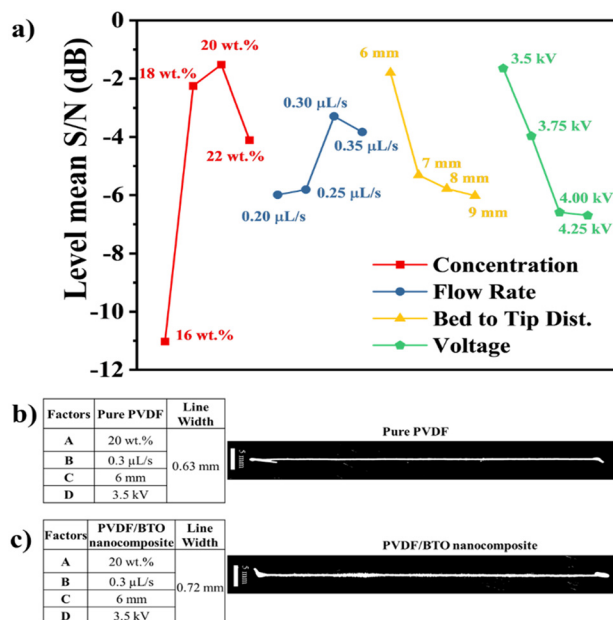 a)
Level mean S/N (dB)
0
-2
-4
-6
-8
-10
-12
16 wt.%
18 wt.%
20 wt.%
22 wt.%
0.20 µL/s
0.25 µL/s
0.30 µL/s
0.35 µL/s
6 mm
7 mm
8 mm
9 mm
3.5 kV
3.75 kV
4.00 kV
4.25 kV
Concentration
Flow Rate
Bed to Tip Dist.
Voltage
b)
Factors Pure PVDF Line Width
A 20 wt.% 0.63 mm
B 0.3 µL/s
C 6 mm
D 3.5 kV
Pure PVDF
5 mm
c)
Factors PVDF/BTO nanocomposite Line Width
A 20 wt.% 0.72 mm
B 0.3 µL/s
C 6 mm
D 3.5 kV
PVDF/BTO nanocomposite
5 mm